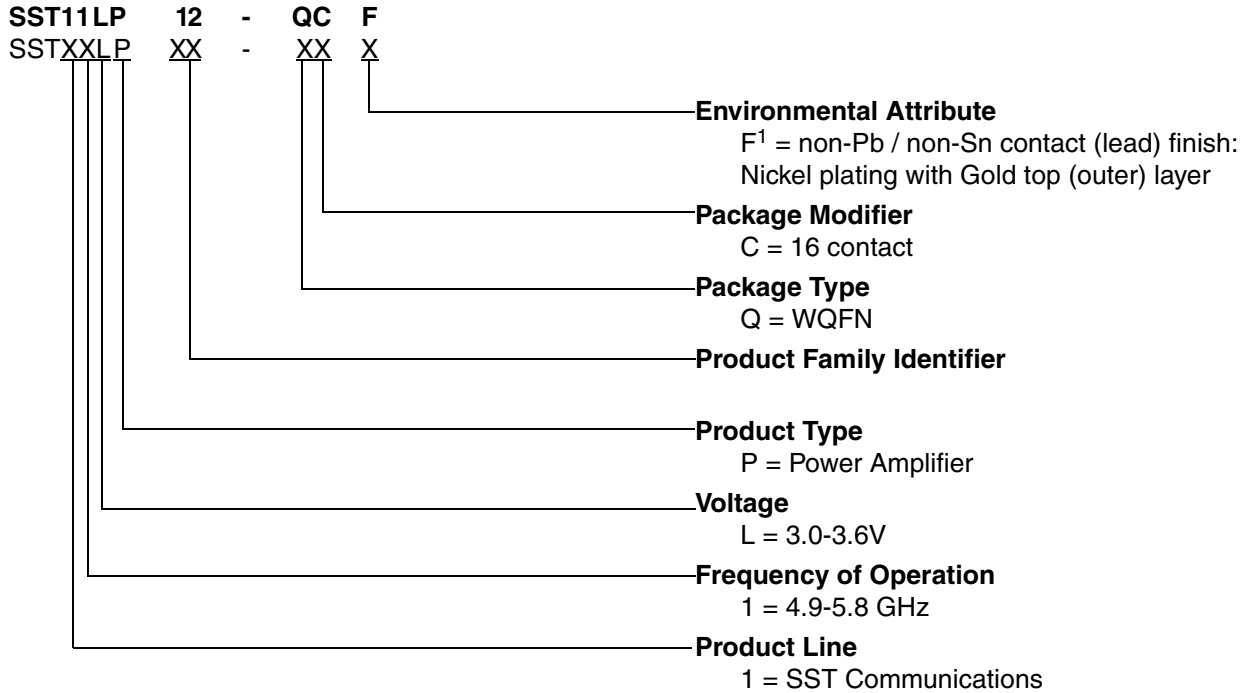 SST11LP 12 - QC F
SSTXXLP XX - XX X
Environmental Attribute
F1 = non-Pb / non-Sn contact (lead) finish:
Nickel plating with Gold top (outer) layer
Package Modifier
C = 16 contact
Package Type
Q = WQFN
Product Family Identifier
Product Type
P = Power Amplifier
Voltage
L = 3.0-3.6V
Frequency of Operation
1 = 4.9-5.8 GHz
Product Line
1 = SST Communications